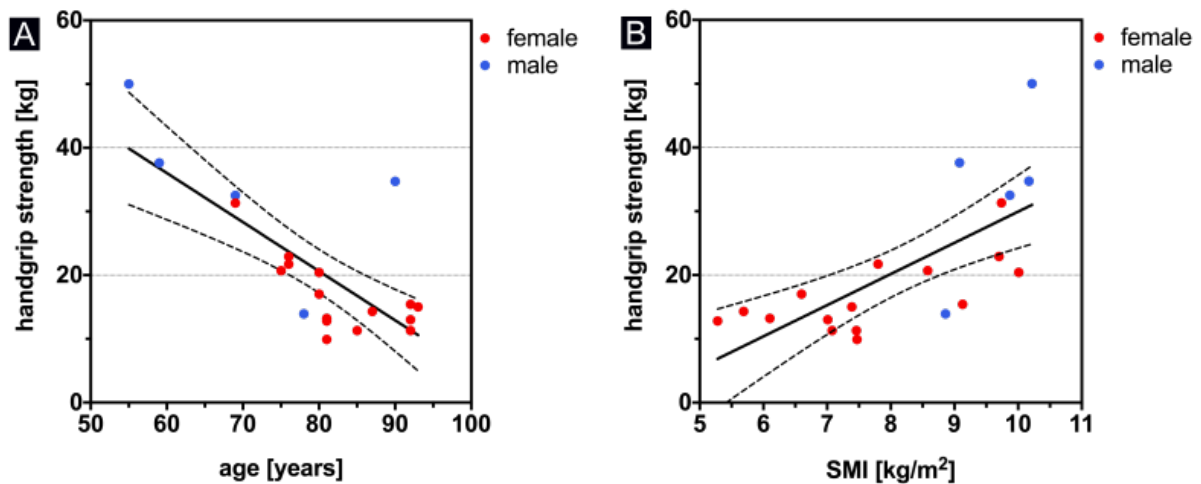 A
60
40
20
0
handgrip strength [kg]
50 60 70 80 90 100
age [years]
female
male
B
60
40
20
0
handgrip strength [kg]
5 6 7 8 9 10 11
SMI [kg/m²]
female
male